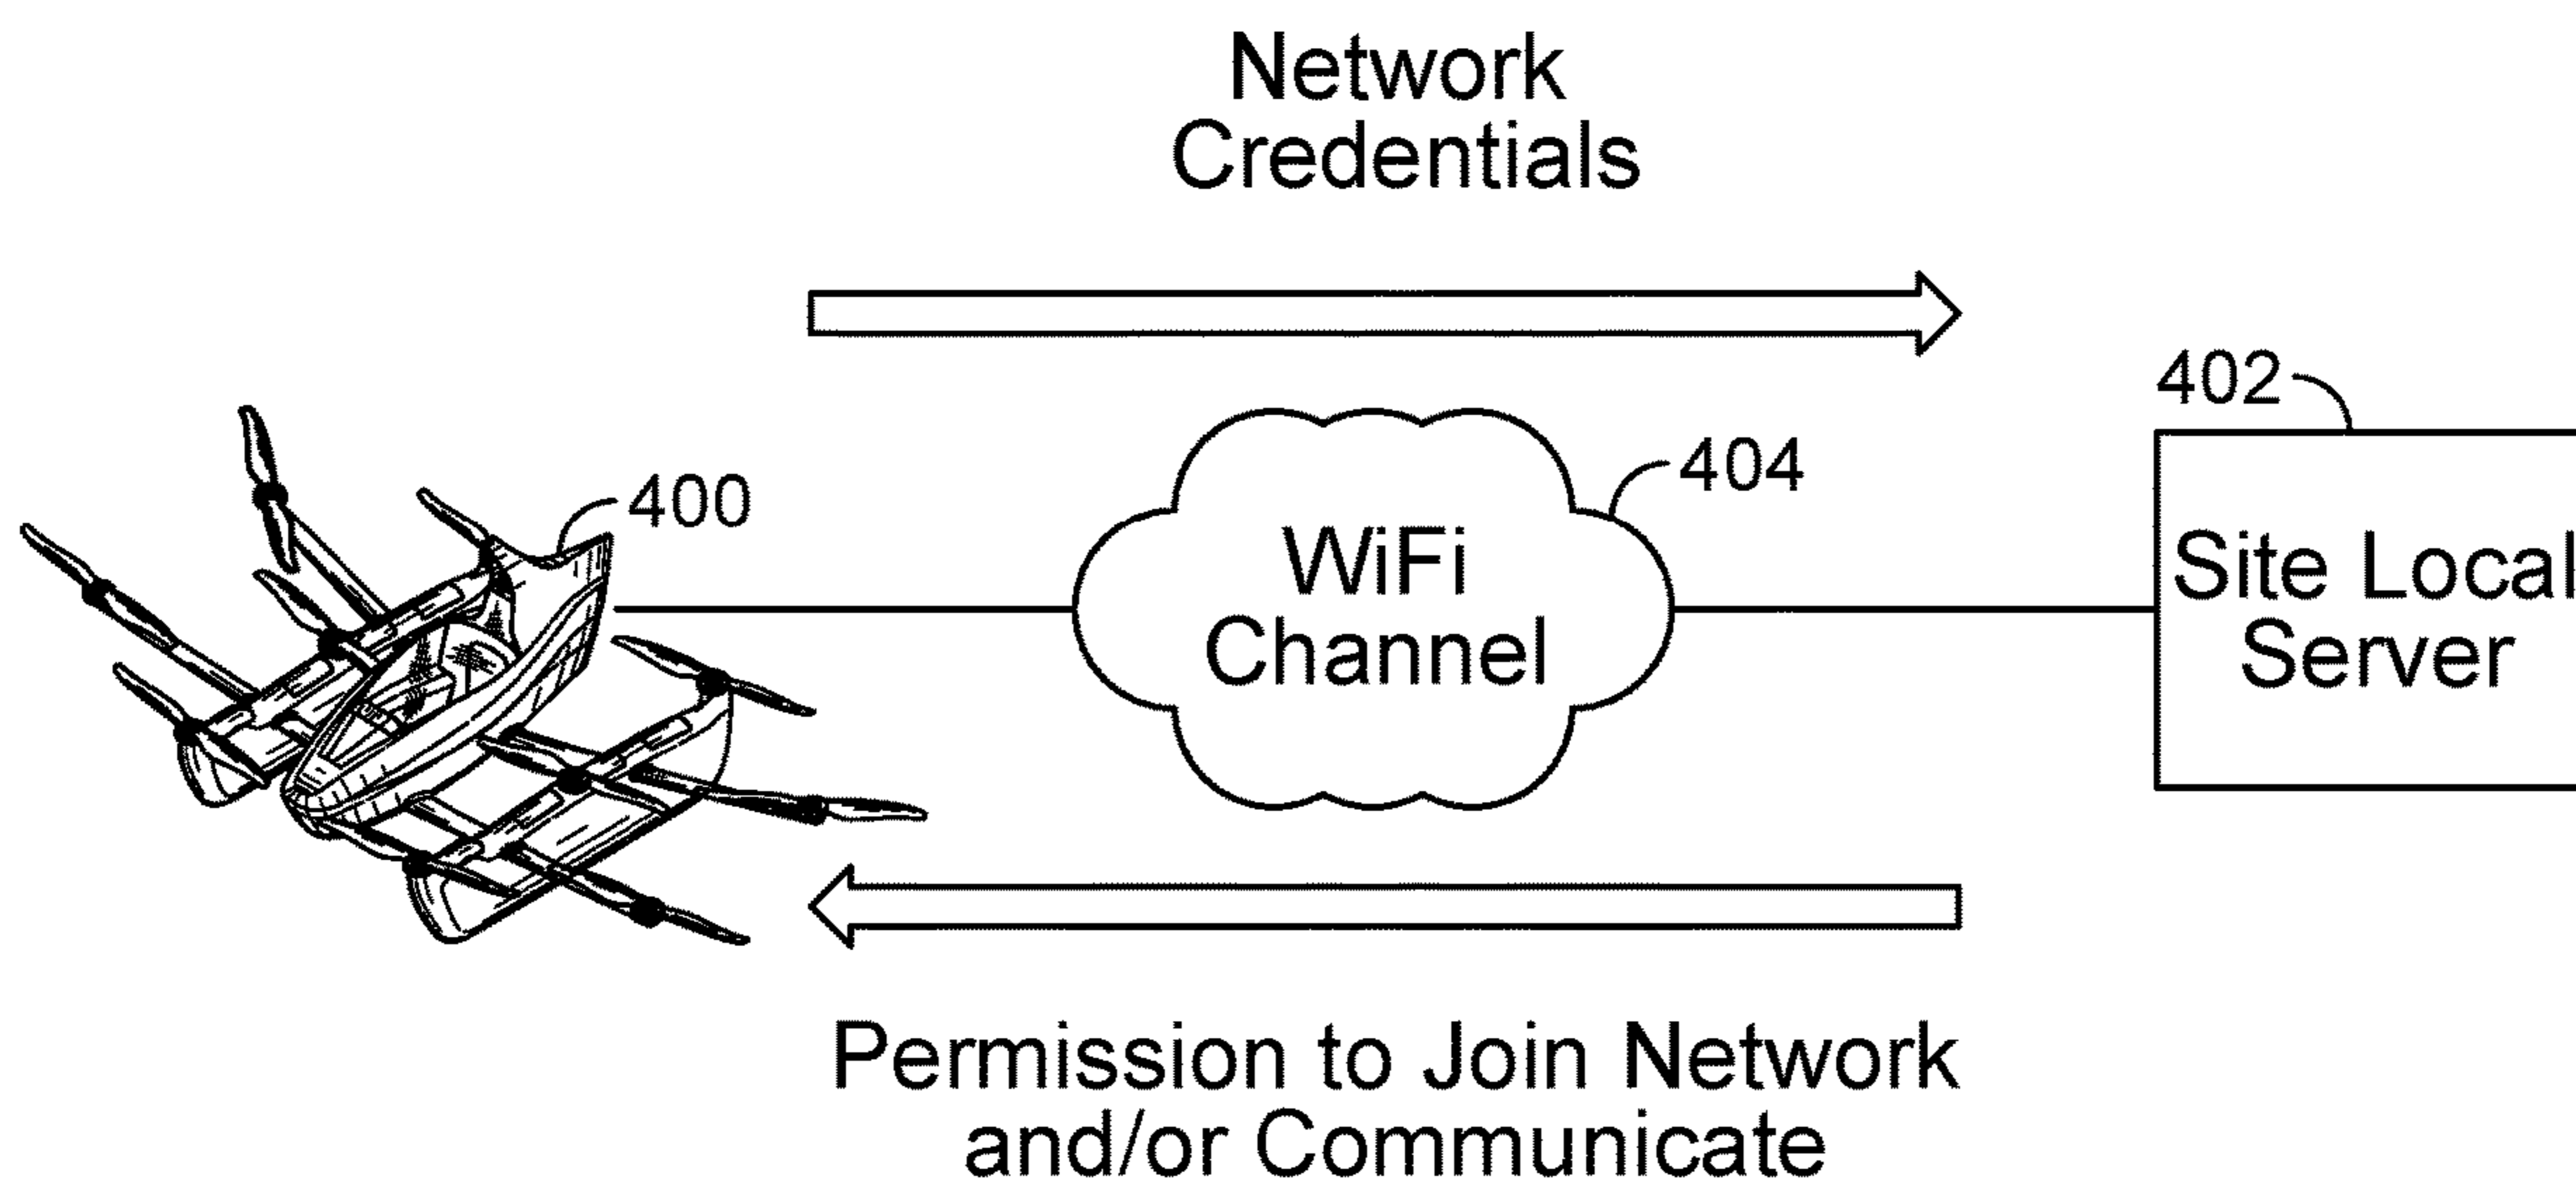 Network
Credentials
402
404
400
WiFi
Channel
Site Local
Server
Permission to Join Network
and/or Communicate